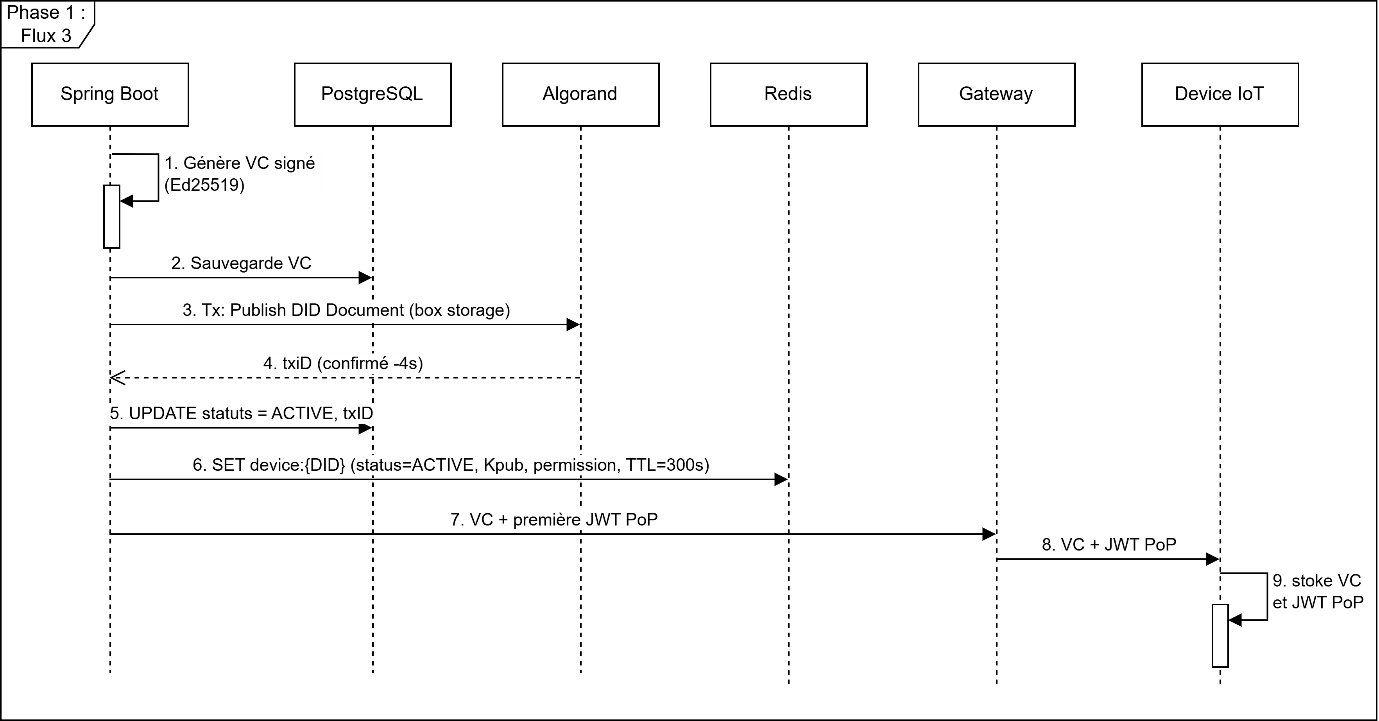 Phase 1 :
Flux 3
Spring Boot
PostgreSQL
Algorand
Redis
Gateway
Device IoT
1. Génère VC signé
(Ed25519)
2. Sauvegarde VC
3. Tx: Publish DID Document (box storage)
4. txiD (confirmé -4s)
5. UPDATE statuts = ACTIVE, txID
6. SET device:{DID} (status=ACTIVE, Kpub, permission, TTL=300s)
7. VC + première JWT PoP
8. VC + JWT PoP
9. stoke VC
et JWT PoP